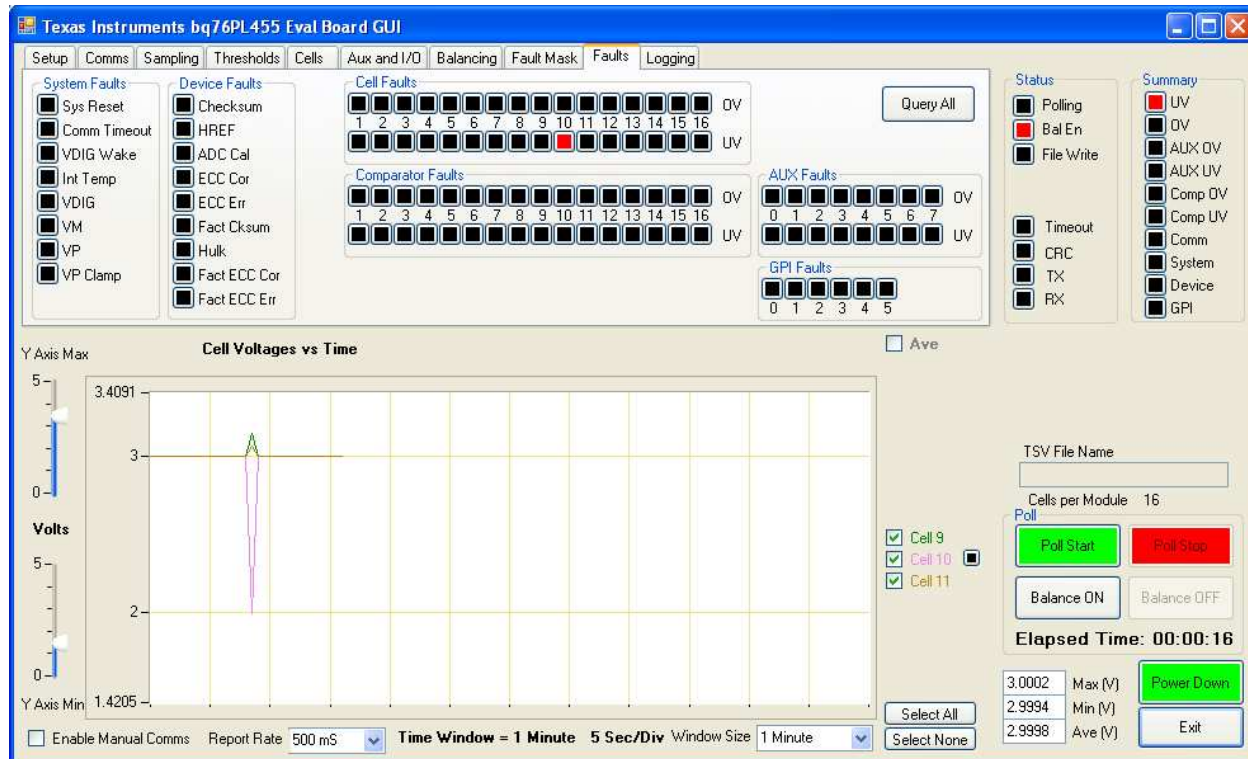 Texas Instruments bq76PL455 Eval Board GUI
Setup Comms Sampling Thresholds Cells Aux and I/O Balancing Fault Mask Faults Logging
System Faults
Sys Reset
Comm Timeout
VDIG Wake
Int Temp
VDIG
VM
VP
VP Clamp
Device Faults
Checksum
HREF
ADC Cal
ECC Cor
ECC Err
Fact Cksum
Hulk
Fact ECC Cor
Fact ECC Err
Cell Faults
OV
1 2 3 4 5 6 7 8 9 10 11 12 13 14 15 16
UV
Comparator Faults
OV
1 2 3 4 5 6 7 8 9 10 11 12 13 14 15 16
UV
Query All
AUX Faults
OV
0 1 2 3 4 5 6 7
UV
GPI Faults
0 1 2 3 4 5
Status
Polling
Bal En
File Write
Timeout
CRC
TX
RX
Summary
UV
OV
AUX OV
AUX UV
Comp OV
Comp UV
Comm
System
Device
GPI
Y Axis Max
5
0
Volts
5
0
Y Axis Min
Cell Voltages vs Time
3.4091
3
2
1.4205
Ave
Cell 9
Cell 10
Cell 11
Select All
Select None
Enable Manual Comms Report Rate 500 mS Time Window = 1 Minute 5 Sec/Div Window Size 1 Minute
TSV File Name
Cells per Module 16
Poll
Poll Start Poll Stop
Balance ON Balance OFF
Elapsed Time: 00:00:16
3.0002 Max (V)
2.9994 Min (V)
2.9998 Ave (V)
Power Down
Exit